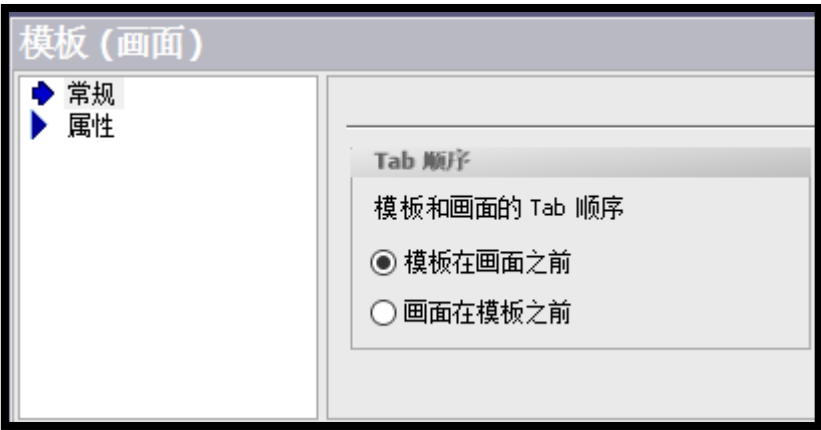 模板 (画面)
常规
属性
Tab 顺序
模板和画面的 Tab 顺序
模板在画面之前
画面在模板之前